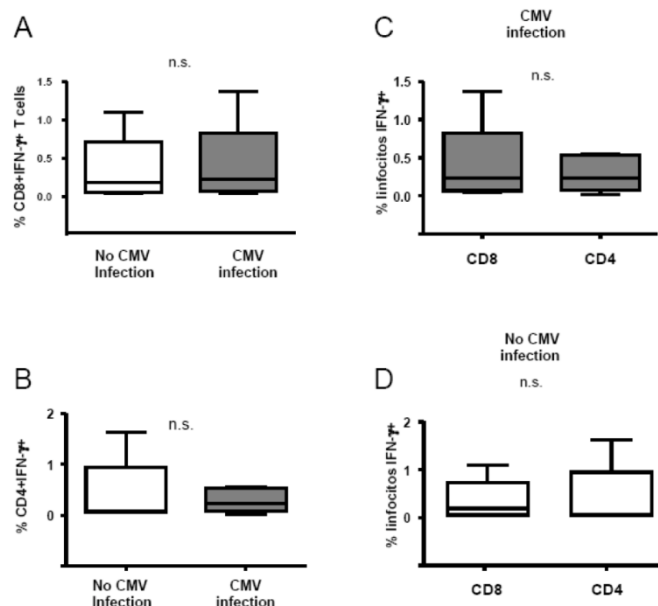 A
n.s.
% CD8+IFN-γ+ T cells
1.5
1.0
0.5
0.0
No CMV
Infection
CMV
infection
C
CMV
infection
n.s.
% linfocitos IFN-γ+
1.5
1.0
0.5
0.0
CD8
CD4
B
n.s.
% CD4+IFN-γ+
2
1
0
No CMV
Infection
CMV
infection
No CMV
infection
D
n.s.
% linfocitos IFN-γ+
2
1
0
CD8
CD4